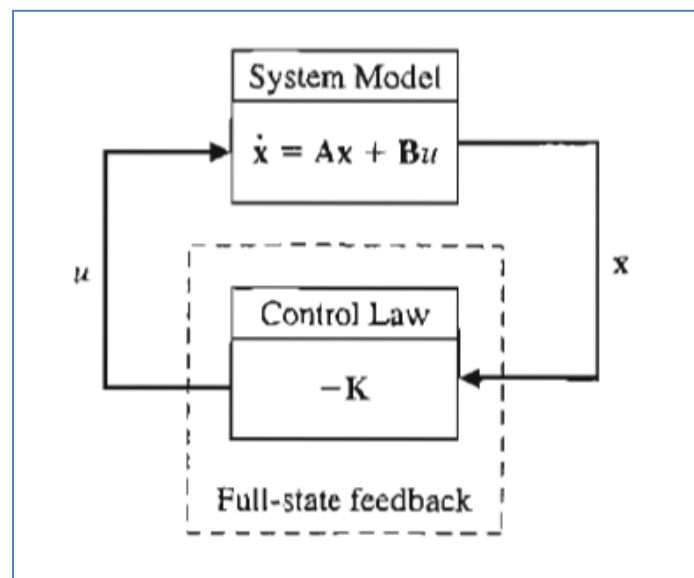 System Model
ẋ = Ax + Bu
u
x
Control Law
−K
Full-state feedback